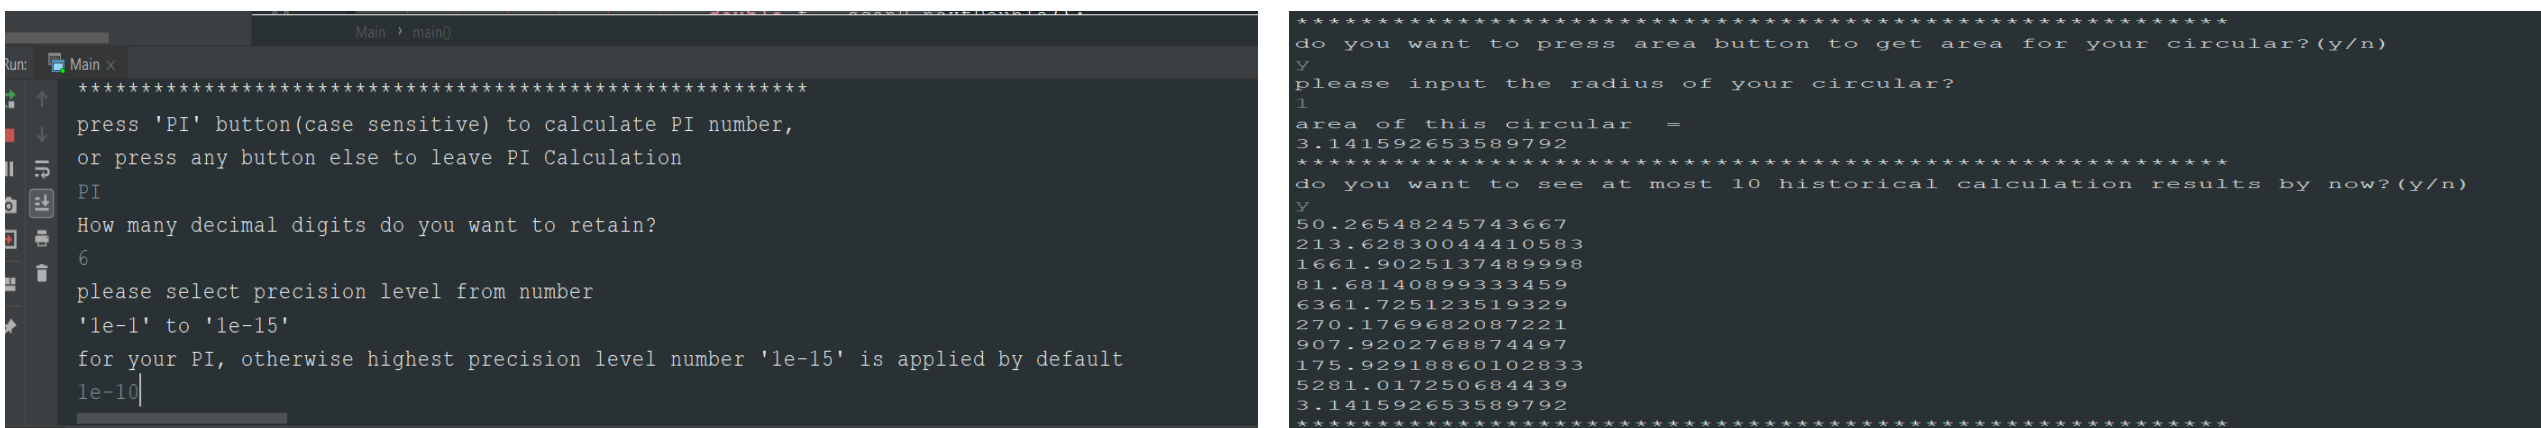 Main › main()
Run: Main ×
***********************************************************
press 'PI' button(case sensitive) to calculate PI number,
or press any button else to leave PI Calculation
PI
How many decimal digits do you want to retain?
6
please select precision level from number
'1e-1' to '1e-15'
for your PI, otherwise highest precision level number '1e-15' is applied by default
1e-10
***********************************************************
do you want to press area button to get area for your circular?(y/n)
y
please input the radius of your circular?
1
area of this circular  =
3.141592653589792
***********************************************************
do you want to see at most 10 historical calculation results by now?(y/n)
y
50.26548245743667
213.62830044410583
1661.9025137489998
81.68140899333459
6361.725123519329
270.1769682087221
907.9202768874497
175.92918860102833
5281.017250684439
3.141592653589792
***********************************************************